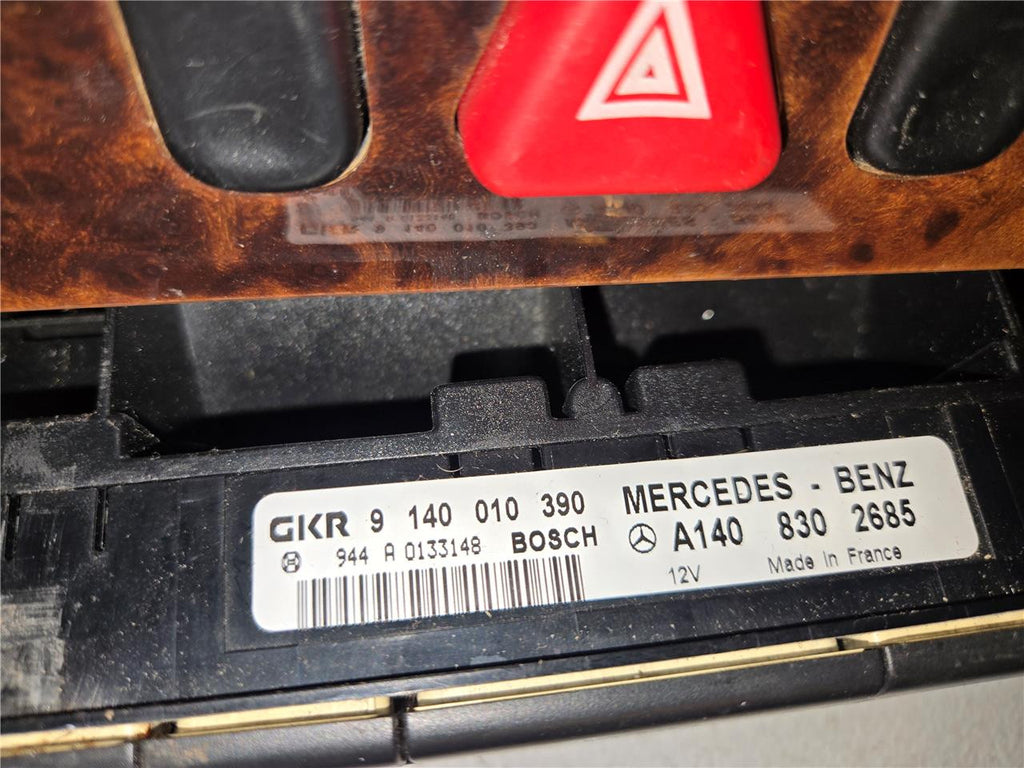 GKR 9 140 010 390
944 A 0133148 BOSCH
MERCEDES - BENZ
A140 830 2685
12V Made in France